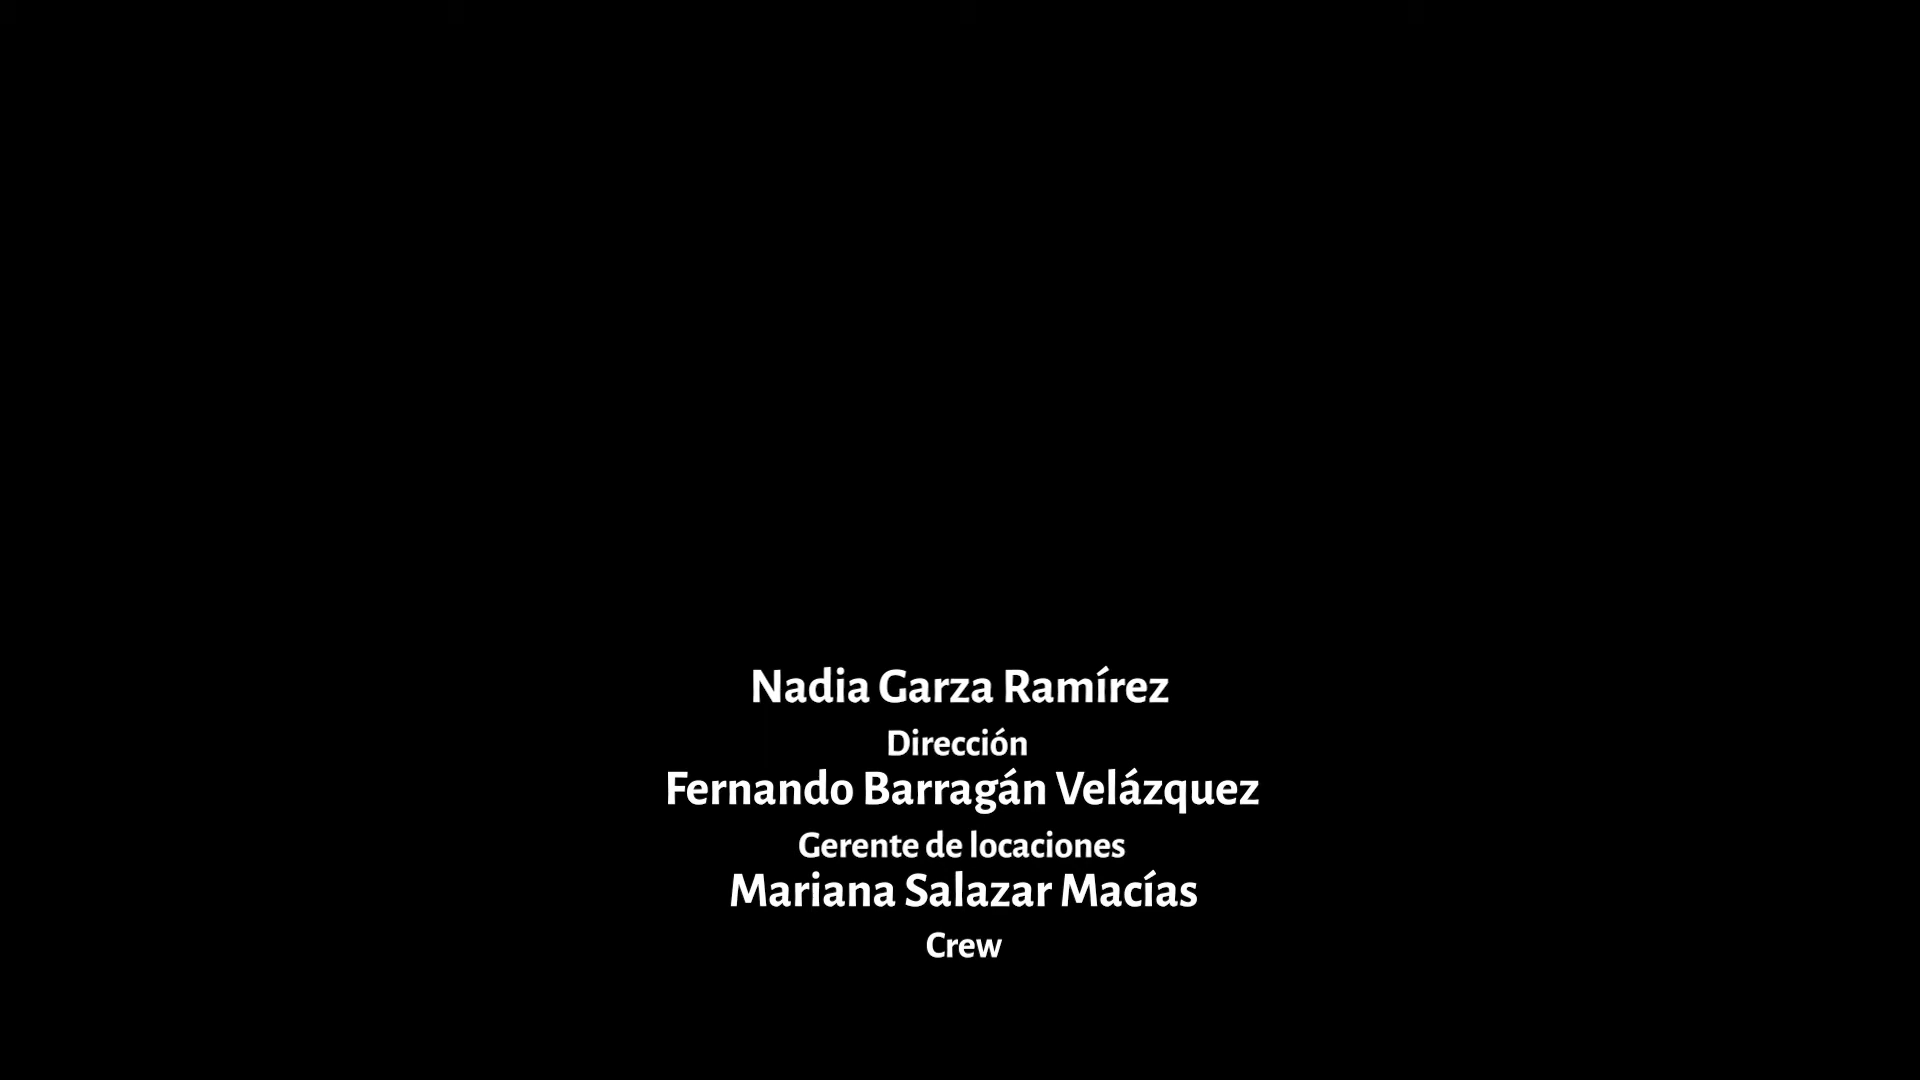 Nadia Garza Ramírez
Dirección
Fernando Barragán Velázquez
Gerente de locaciones
Mariana Salazar Macías
Crew